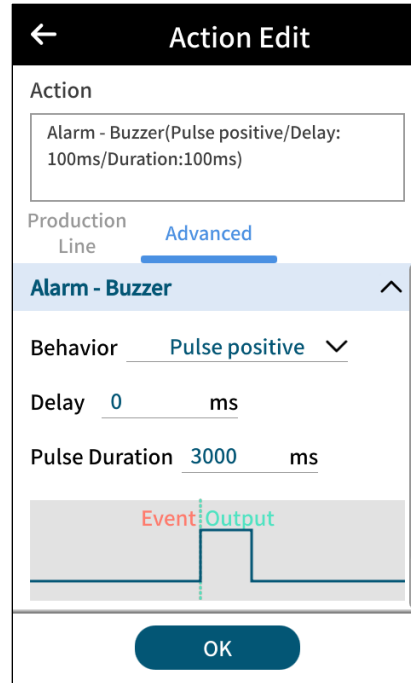 Action Edit
Action
Alarm - Buzzer(Pulse positive/Delay:
100ms/Duration:100ms)
Production
Line
Advanced
Alarm - Buzzer
Behavior Pulse positive
Delay 0 ms
Pulse Duration 3000 ms
Event Output
OK